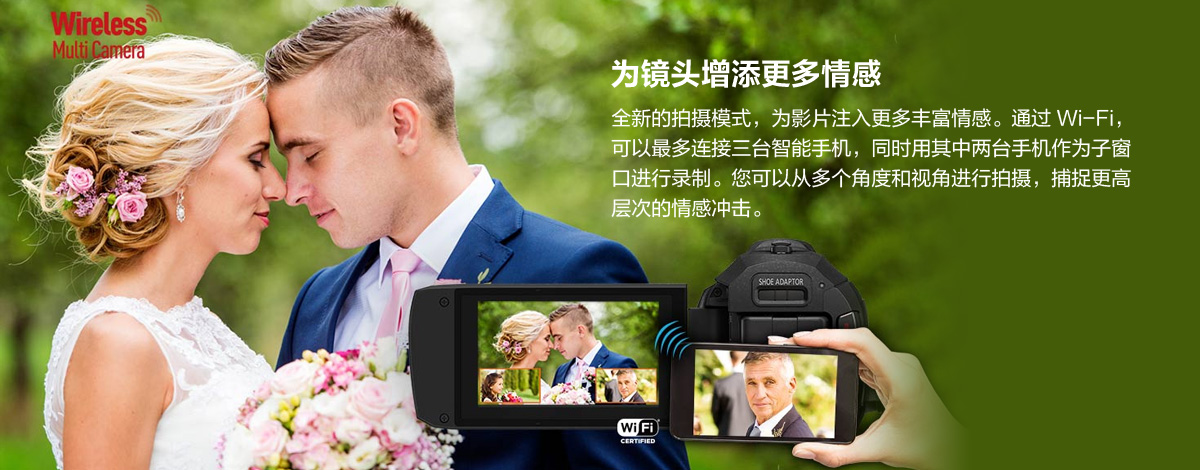 Wireless
Multi Camera
为镜头增添更多情感
全新的拍摄模式，为影片注入更多丰富情感。通过 Wi-Fi，
可以最多连接三台智能手机，同时用其中两台手机作为子窗
口进行录制。您可以从多个角度和视角进行拍摄，捕捉更高
层次的情感冲击。
SHOE ADAPTOR
Wi Fi
CERTIFIED